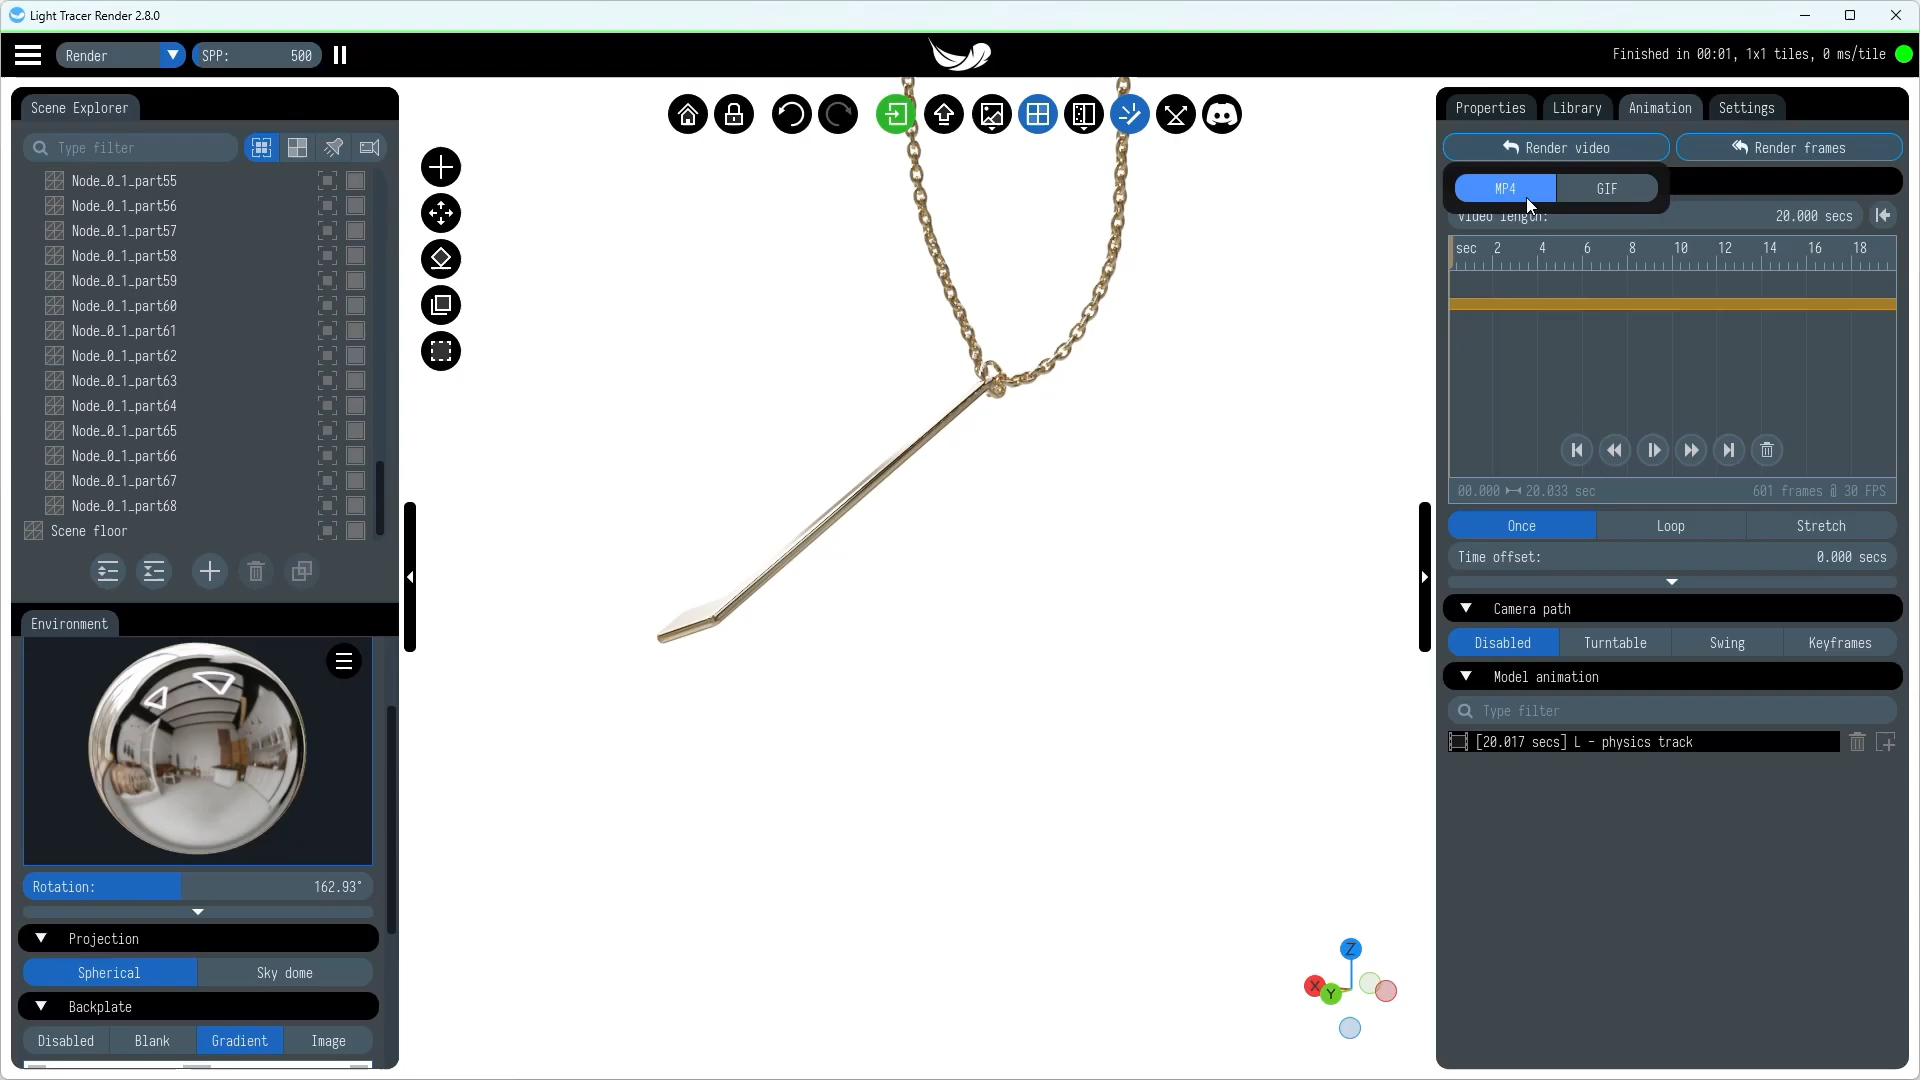 Light Tracer Render 2.8.0
Render
SPP: 500
Finished in 00:01, 1x1 tiles, 0 ms/tile
Scene Explorer
Type filter
Node_0_1_part55
Node_0_1_part56
Node_0_1_part57
Node_0_1_part58
Node_0_1_part59
Node_0_1_part60
Node_0_1_part61
Node_0_1_part62
Node_0_1_part63
Node_0_1_part64
Node_0_1_part65
Node_0_1_part66
Node_0_1_part67
Node_0_1_part68
Scene floor
Environment
Rotation: 162.93°
Projection
Spherical Sky dome
Backplate
Disabled Blank Gradient Image
Z
X
Y
Properties Library Animation Settings
Render video Render frames
MP4 GIF
Video length: 20.000 secs
sec 2 4 6 8 10 12 14 16 18
00.000 20.033 sec 601 frames @ 30 FPS
Once Loop Stretch
Time offset: 0.000 secs
Camera path
Disabled Turntable Swing Keyframes
Model animation
Type filter
[20.017 secs] L - physics track